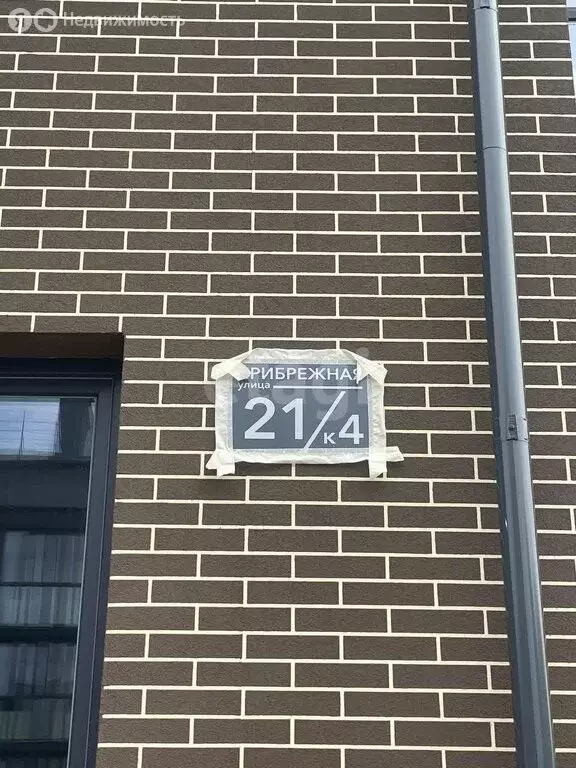 Недвижимость
РИБРЕЖНАЯ
улица
21/к4